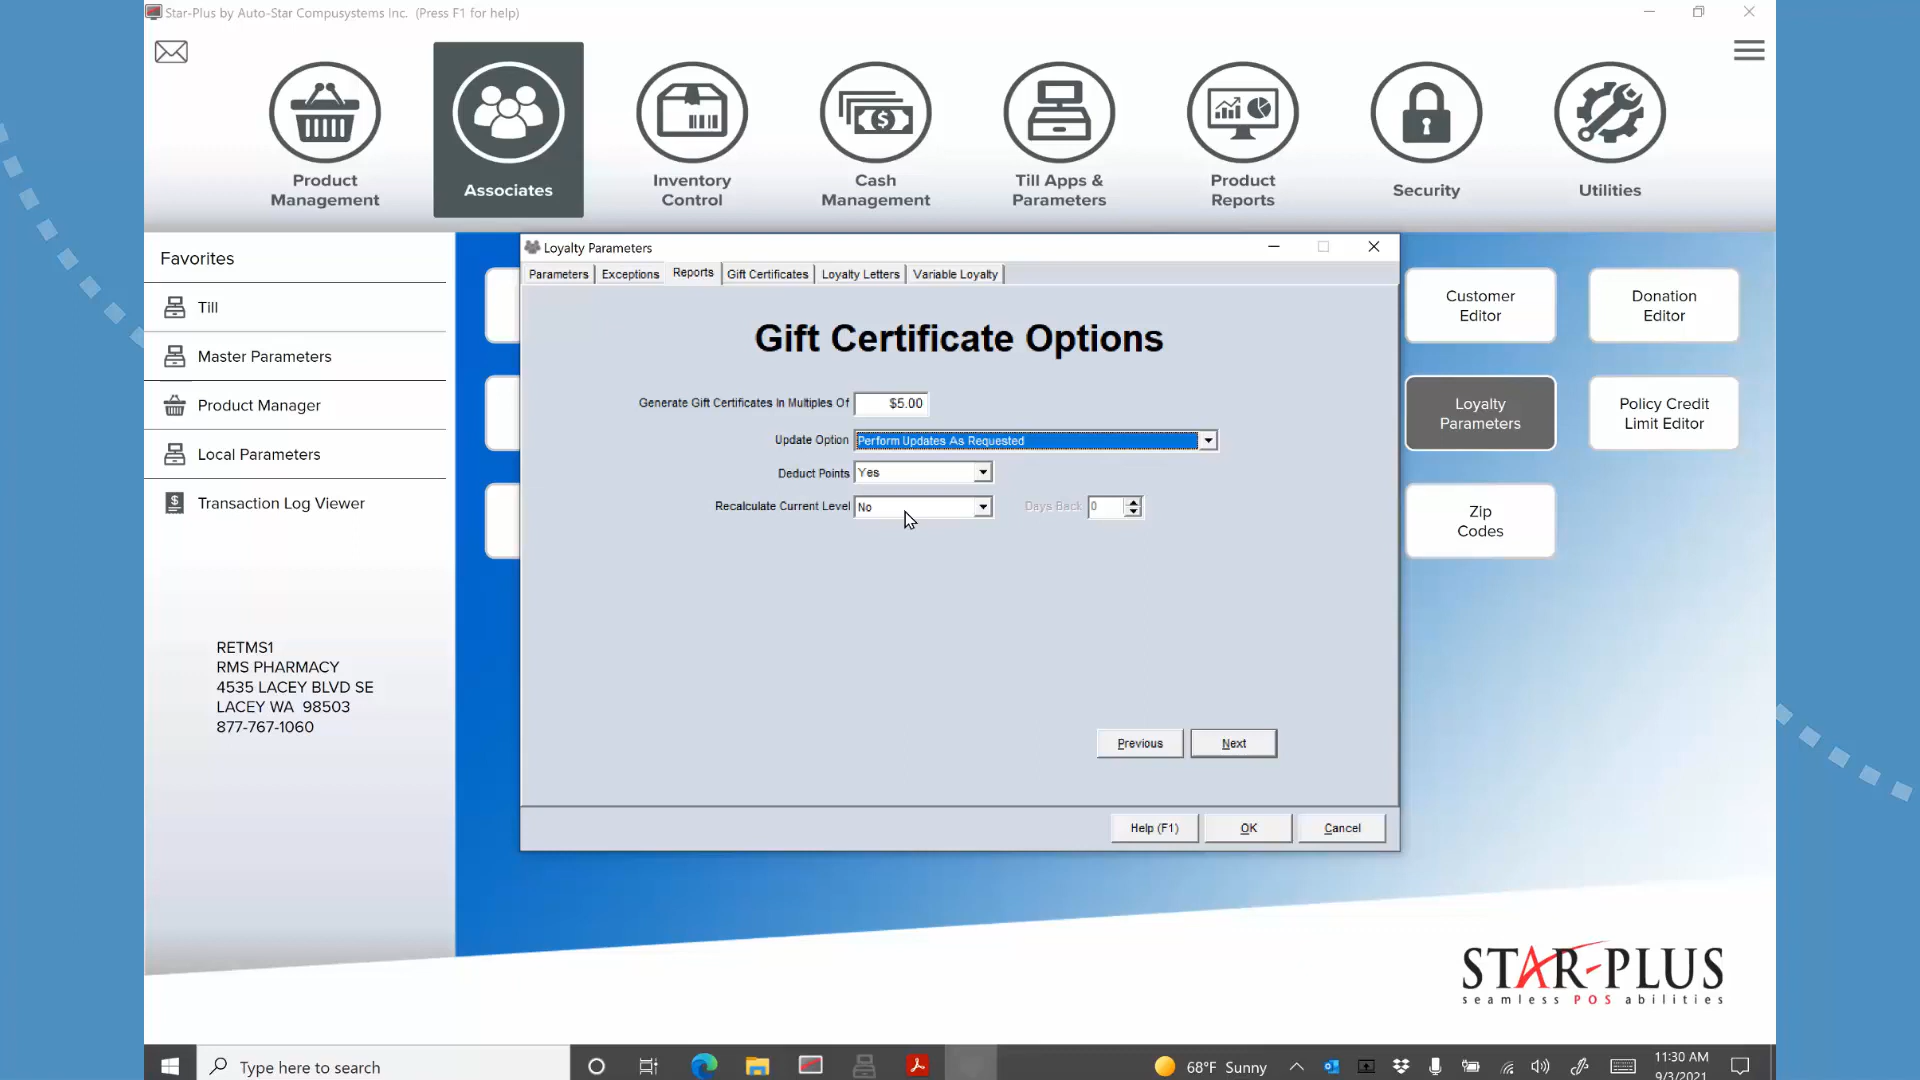 Star-Plus by Auto-Star Compusystems Inc. (Press F1 for help)
Product Management
Associates
Inventory Control
Cash Management
Till Apps & Parameters
Product Reports
Security
Utilities
Favorites
Till
Master Parameters
Product Manager
Local Parameters
Transaction Log Viewer
RETMS1
RMS PHARMACY
4535 LACEY BLVD SE
LACEY WA 98503
877-767-1060
Loyalty Parameters
Parameters
Exceptions
Reports
Gift Certificates
Loyalty Letters
Variable Loyalty
Gift Certificate Options
Generate Gift Certificates In Multiples Of $5.00
Update Option Perform Updates As Requested
Deduct Points Yes
Recalculate Current Level No Days Back 0
Previous
Next
Help (F1)
OK
Cancel
Customer Editor
Donation Editor
Loyalty Parameters
Policy Credit Limit Editor
Zip Codes
STAR-PLUS
seamless POS abilities
Type here to search
68°F Sunny
11:30 AM
9/3/2021